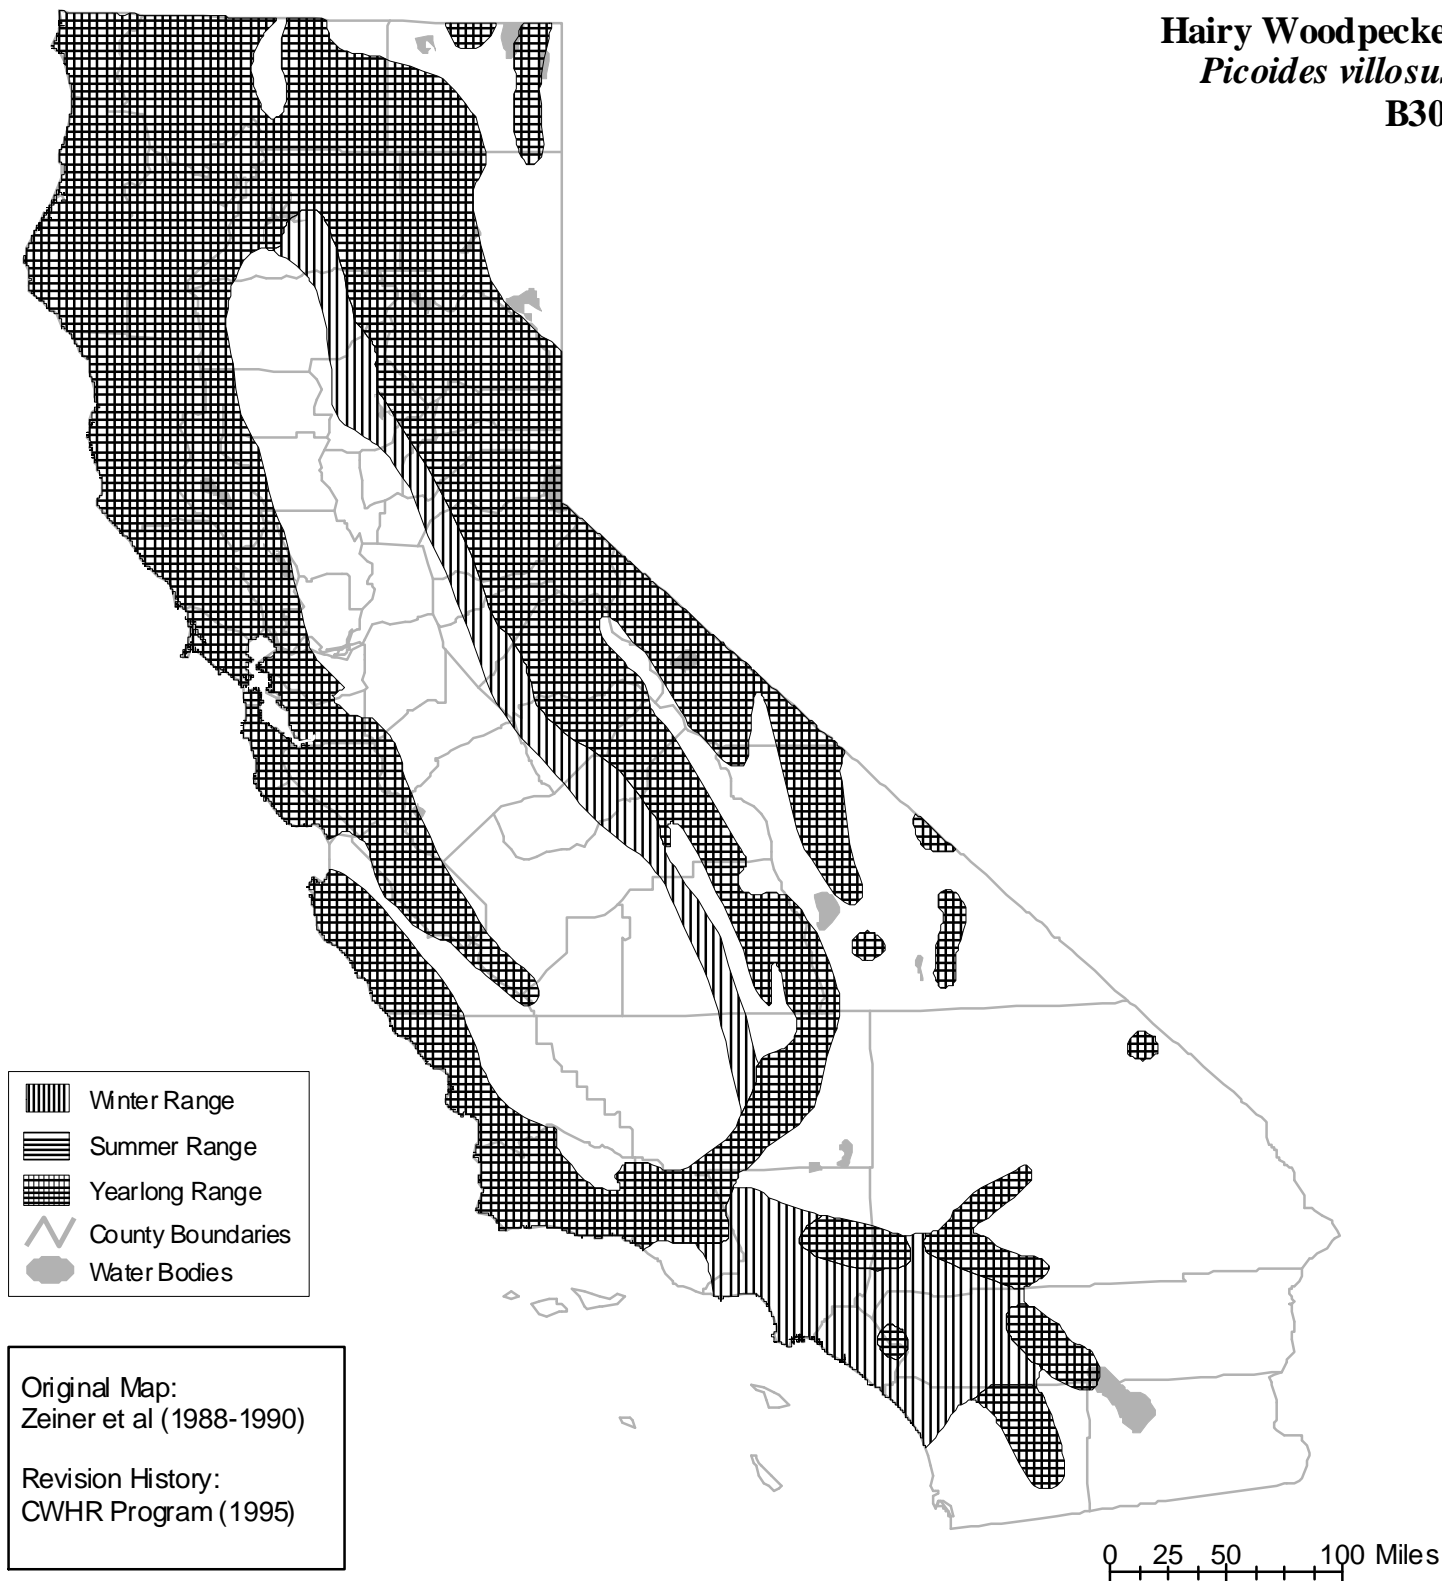 Hairy Woodpecke
Picoides villosus
B30
Winter Range
Summer Range
Yearlong Range
County Boundaries
Water Bodies
Original Map:
Zeiner et al (1988-1990)
Revision History:
CWHR Program (1995)
0 25 50 100 Miles